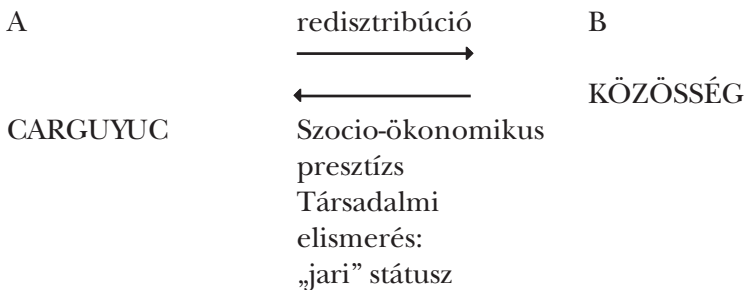 A redisztribúció B
KÖZÖSSÉG
CARGUYUC Szocio-ökonomikus
presztízs
Társadalmi
elismerés:
„jari” státusz